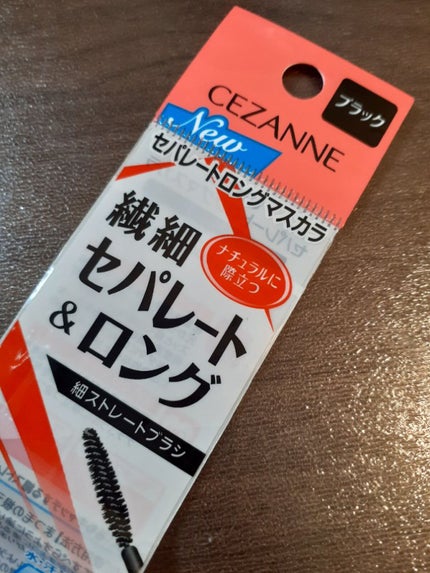 ブラック
CEZANNE
New
セパレートロングマスカラ
繊細
セパレート
&ロング
ナチュラルに
際立つ
細ストレートブラシ